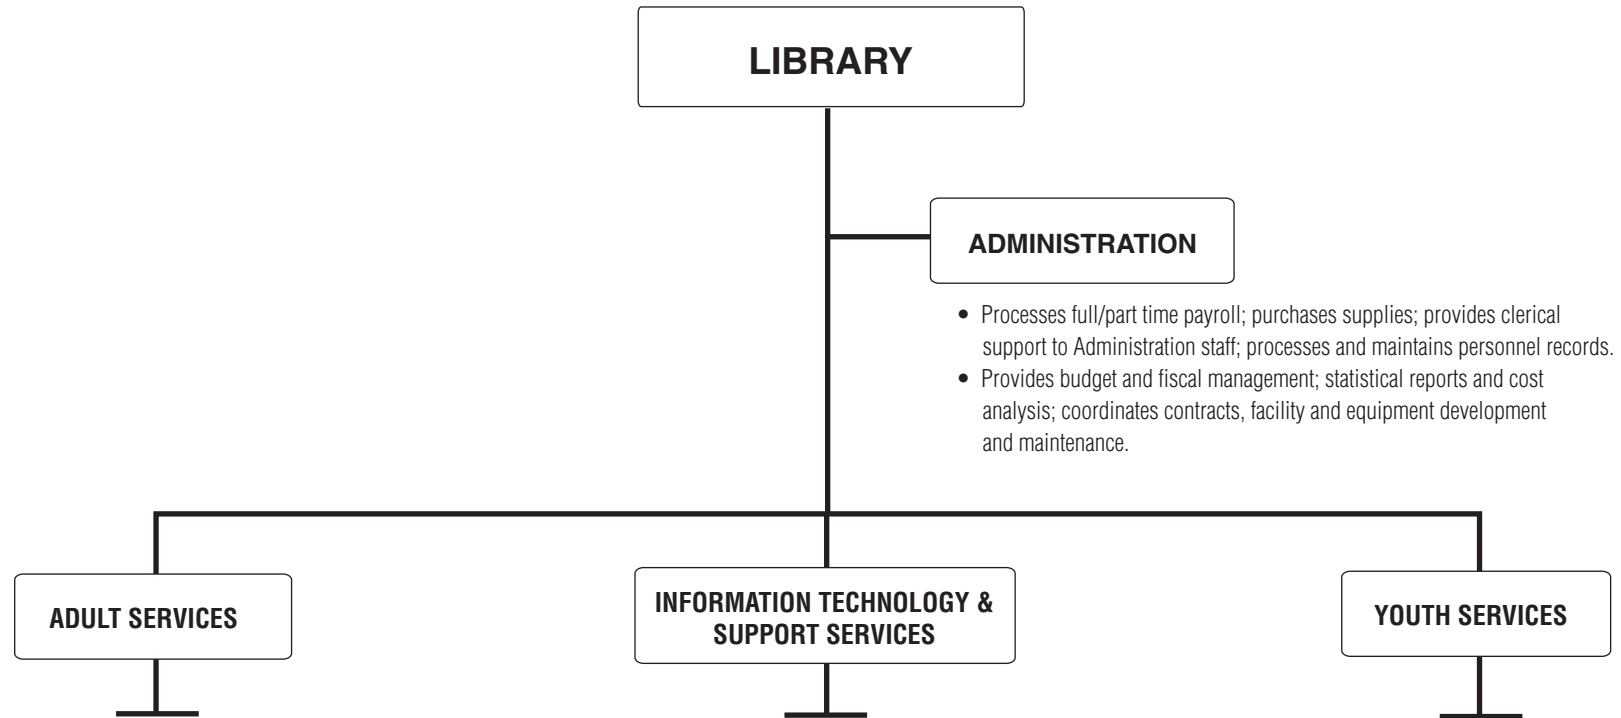 LIBRARY
ADMINISTRATION
• Processes full/part time payroll; purchases supplies; provides clerical
support to Administration staff; processes and maintains personnel records.
• Provides budget and fiscal management; statistical reports and cost
analysis; coordinates contracts, facility and equipment development
and maintenance.
ADULT SERVICES
INFORMATION TECHNOLOGY &
SUPPORT SERVICES
YOUTH SERVICES